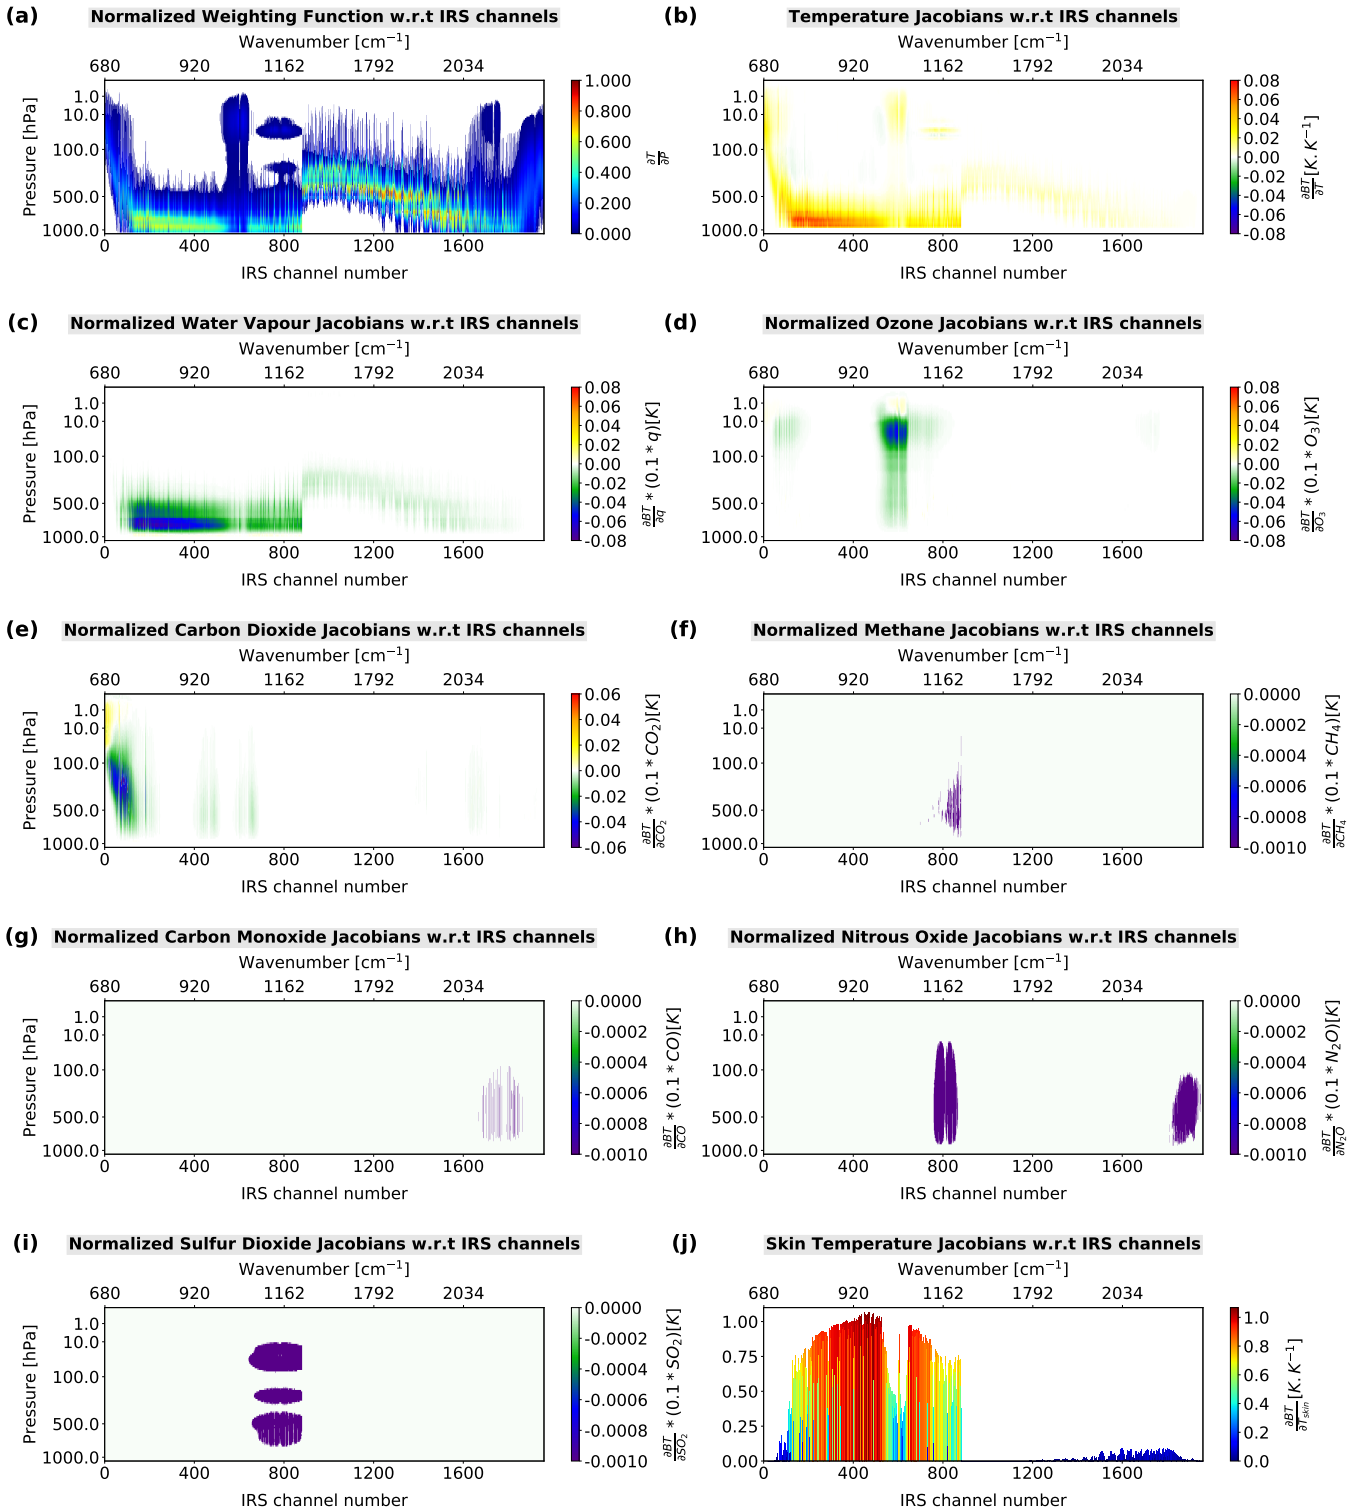 (a) Normalized Weighting Function w.r.t IRS channels
Wavenumber [cm⁻¹]
680 920 1162 1792 2034
Pressure [hPa]
1.0
10.0
100.0
500.0
1000.0
0 400 800 1200 1600
IRS channel number
1.000
0.800
0.600
0.400
0.200
0.000
∂T/∂P
(b) Temperature Jacobians w.r.t IRS channels
Wavenumber [cm⁻¹]
680 920 1162 1792 2034
1.0
10.0
100.0
500.0
1000.0
0 400 800 1200 1600
IRS channel number
0.08
0.06
0.04
0.02
0.00
-0.02
-0.04
-0.06
-0.08
∂BT/∂T [K. K⁻¹]
(c) Normalized Water Vapour Jacobians w.r.t IRS channels
Wavenumber [cm⁻¹]
680 920 1162 1792 2034
Pressure [hPa]
1.0
10.0
100.0
500.0
1000.0
0 400 800 1200 1600
IRS channel number
0.08
0.06
0.04
0.02
0.00
-0.02
-0.04
-0.06
-0.08
∂BT/∂q * (0.1 * q)[K]
(d) Normalized Ozone Jacobians w.r.t IRS channels
Wavenumber [cm⁻¹]
680 920 1162 1792 2034
1.0
10.0
100.0
500.0
1000.0
0 400 800 1200 1600
IRS channel number
0.08
0.06
0.04
0.02
0.00
-0.02
-0.04
-0.06
-0.08
∂BT/∂O₃ * (0.1 * O₃)[K]
(e) Normalized Carbon Dioxide Jacobians w.r.t IRS channels
Wavenumber [cm⁻¹]
680 920 1162 1792 2034
Pressure [hPa]
1.0
10.0
100.0
500.0
1000.0
0 400 800 1200 1600
IRS channel number
0.06
0.04
0.02
0.00
-0.02
-0.04
-0.06
∂BT/∂CO₂ * (0.1 * CO₂)[K]
(f) Normalized Methane Jacobians w.r.t IRS channels
Wavenumber [cm⁻¹]
680 920 1162 1792 2034
1.0
10.0
100.0
500.0
1000.0
0 400 800 1200 1600
IRS channel number
0.0000
-0.0002
-0.0004
-0.0006
-0.0008
-0.0010
∂BT/∂CH₄ * (0.1 * CH₄)[K]
(g) Normalized Carbon Monoxide Jacobians w.r.t IRS channels
Wavenumber [cm⁻¹]
680 920 1162 1792 2034
Pressure [hPa]
1.0
10.0
100.0
500.0
1000.0
0 400 800 1200 1600
IRS channel number
0.0000
-0.0002
-0.0004
-0.0006
-0.0008
-0.0010
∂BT/∂CO * (0.1 * CO)[K]
(h) Normalized Nitrous Oxide Jacobians w.r.t IRS channels
Wavenumber [cm⁻¹]
680 920 1162 1792 2034
1.0
10.0
100.0
500.0
1000.0
0 400 800 1200 1600
IRS channel number
0.0000
-0.0002
-0.0004
-0.0006
-0.0008
-0.0010
∂BT/∂N₂O * (0.1 * N₂O)[K]
(i) Normalized Sulfur Dioxide Jacobians w.r.t IRS channels
Wavenumber [cm⁻¹]
680 920 1162 1792 2034
Pressure [hPa]
1.0
10.0
100.0
500.0
1000.0
0 400 800 1200 1600
IRS channel number
0.0000
-0.0002
-0.0004
-0.0006
-0.0008
-0.0010
∂BT/∂SO₂ * (0.1 * SO₂)[K]
(j) Skin Temperature Jacobians w.r.t IRS channels
Wavenumber [cm⁻¹]
680 920 1162 1792 2034
1.00
0.75
0.50
0.25
0.00
0 400 800 1200 1600
IRS channel number
1.0
0.8
0.6
0.4
0.2
0.0
∂BT/∂Tskin [K. K⁻¹]